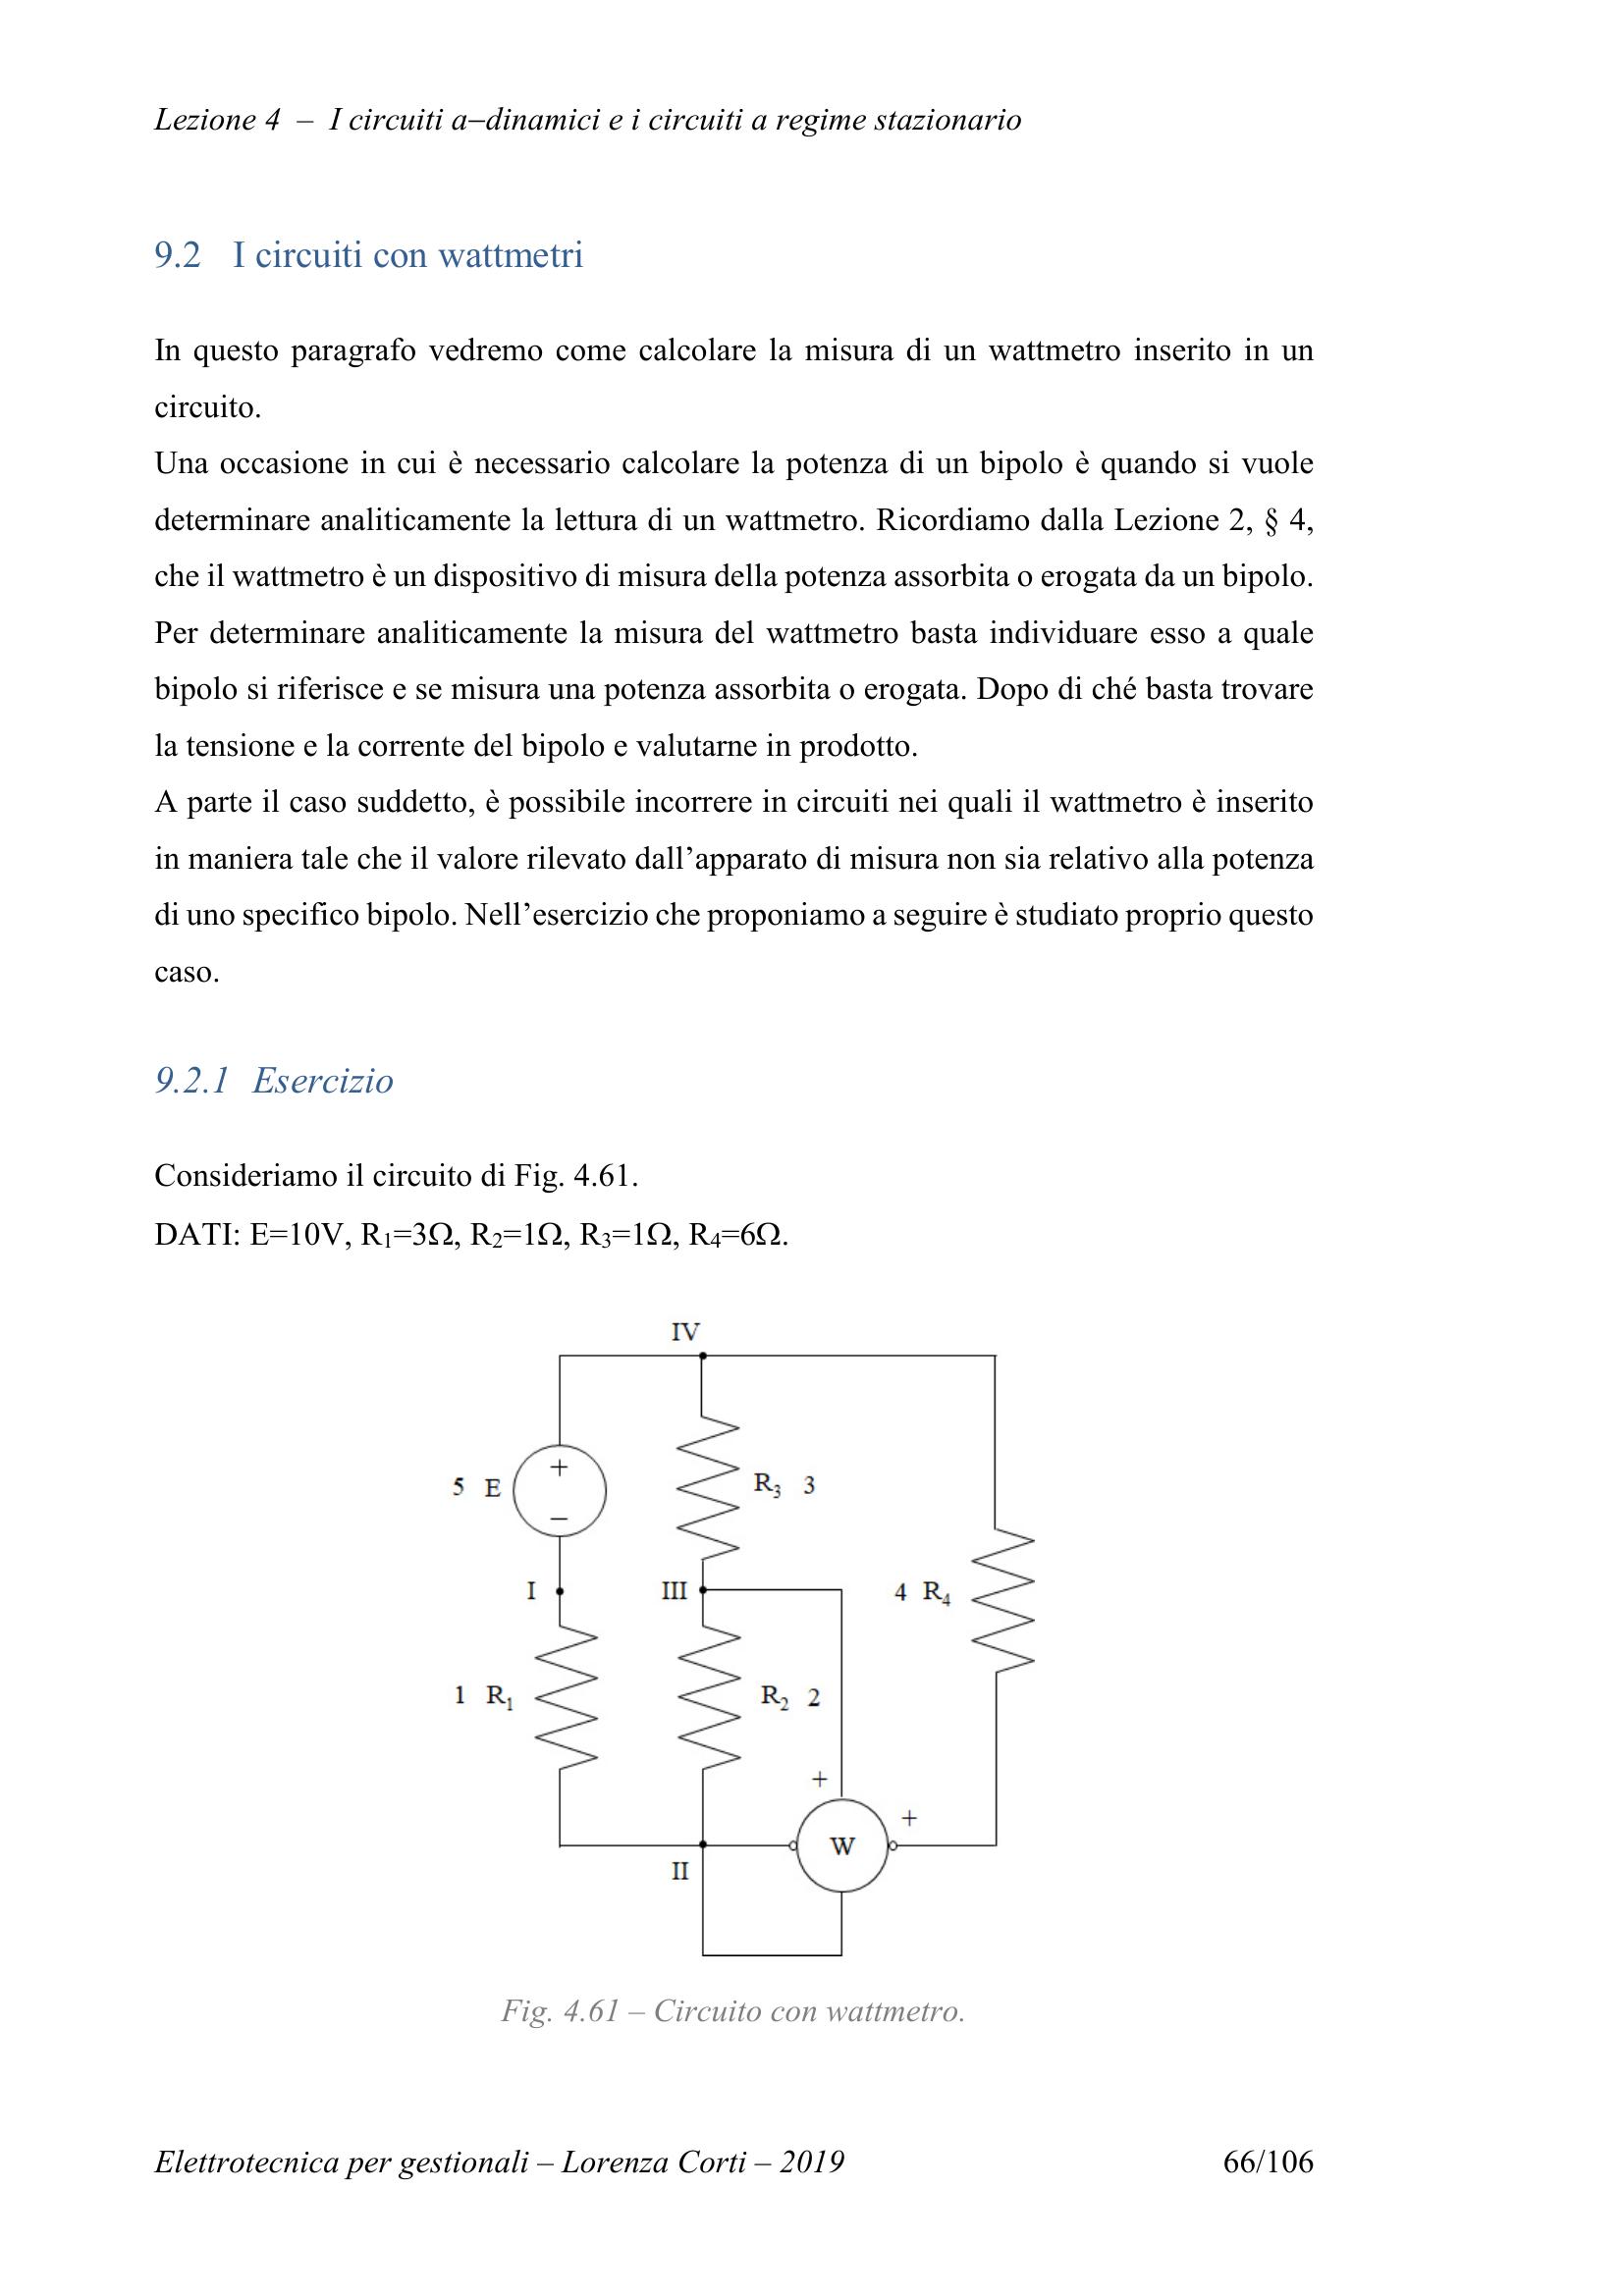 Lezione 4 – I circuiti a–dinamici e i circuiti a regime stazionario
9.2 I circuiti con wattmetri
In questo paragrafo vedremo come calcolare la misura di un wattmetro inserito in un
circuito.
Una occasione in cui è necessario calcolare la potenza di un bipolo è quando si vuole
determinare analiticamente la lettura di un wattmetro. Ricordiamo dalla Lezione 2, § 4,
che il wattmetro è un dispositivo di misura della potenza assorbita o erogata da un bipolo.
Per determinare analiticamente la misura del wattmetro basta individuare esso a quale
bipolo si riferisce e se misura una potenza assorbita o erogata. Dopo di ché basta trovare
la tensione e la corrente del bipolo e valutarne in prodotto.
A parte il caso suddetto, è possibile incorrere in circuiti nei quali il wattmetro è inserito
in maniera tale che il valore rilevato dall’apparato di misura non sia relativo alla potenza
di uno specifico bipolo. Nell’esercizio che proponiamo a seguire è studiato proprio questo
caso.
9.2.1 Esercizio
Consideriamo il circuito di Fig. 4.61.
DATI: E=10V, R₁=3Ω, R₂=1Ω, R₃=1Ω, R₄=6Ω.
IV
+
5 E
R₃ 3
–
I
III
4 R₄
1 R₁
R₂ 2
+
+
W
II
Fig. 4.61 – Circuito con wattmetro.
Elettrotecnica per gestionali – Lorenza Corti – 2019 66/106